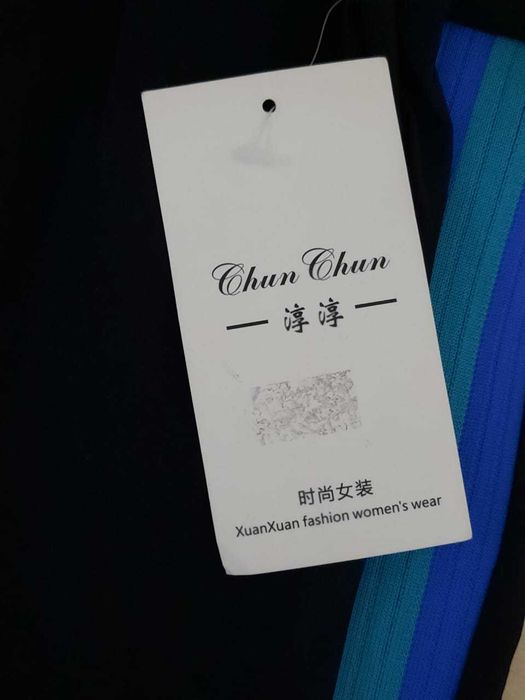 Chun Chun
淳淳
时尚女装
XuanXuan fashion women's wear